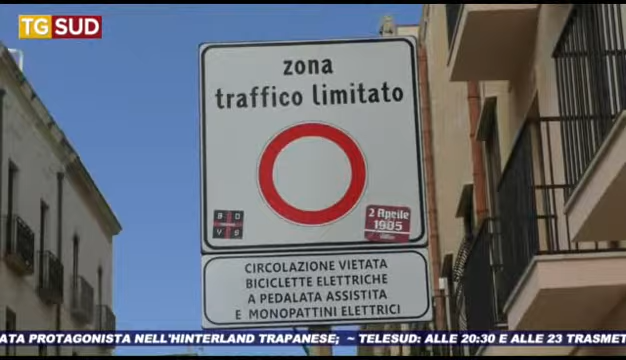 TG SUD
zona
traffico limitato
B D
V 9
2 Aprile
1905
CIRCOLAZIONE VIETATA
BICICLETTE ELETTRICHE
A PEDALATA ASSISTITA
E MONOPATTINI ELETTRICI
ATA PROTAGONISTA NELL'HINTERLAND TRAPANESE; ~ TELESUD: ALLE 20:30 E ALLE 23 TRASMET